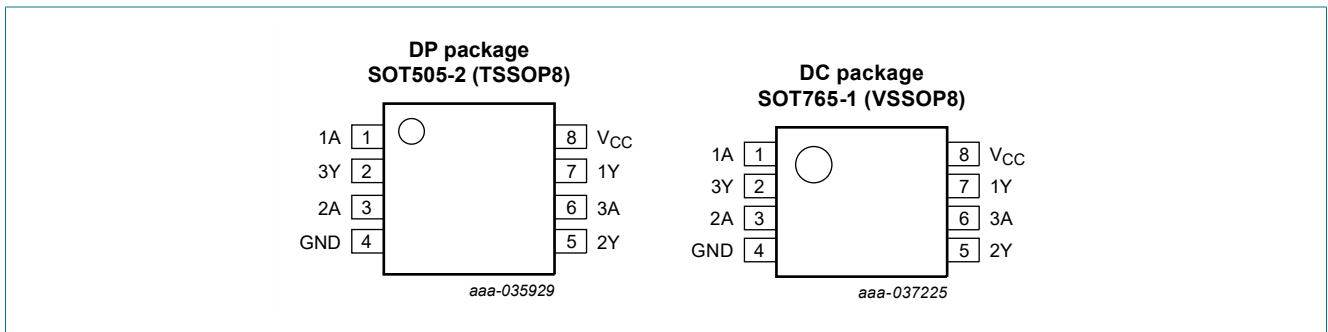 DP package
SOT505-2 (TSSOP8)
1A 1 8 VCC
3Y 2 7 1Y
2A 3 6 3A
GND 4 5 2Y
aaa-035929
DC package
SOT765-1 (VSSOP8)
1A 1 8 VCC
3Y 2 7 1Y
2A 3 6 3A
GND 4 5 2Y
aaa-037225